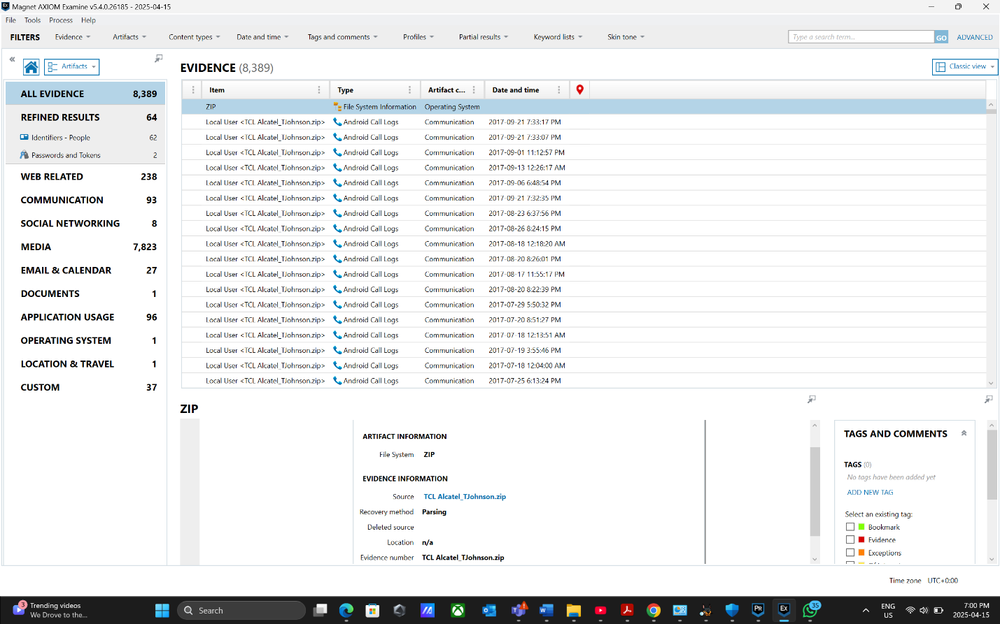 Magnet AXIOM Examine v5.4.0.26185 - 2025-04-15
File Tools Process Help
FILTERS Evidence Artifacts Content types Date and time Tags and comments Profiles Partial results Keyword lists Skin tone Type a search term... GO ADVANCED
Artifacts
EVIDENCE (8,389)
Classic view
ALL EVIDENCE 8,389
REFINED RESULTS 64
Identifiers - People 62
Passwords and Tokens 2
WEB RELATED 238
COMMUNICATION 93
SOCIAL NETWORKING 8
MEDIA 7,823
EMAIL & CALENDAR 27
DOCUMENTS 1
APPLICATION USAGE 96
OPERATING SYSTEM 1
LOCATION & TRAVEL 1
CUSTOM 37
Item Type Artifact c... Date and time
ZIP File System Information Operating System
Local User <TCL Alcatel_TJohnson.zip> Android Call Logs Communication 2017-09-21 7:33:17 PM
Local User <TCL Alcatel_TJohnson.zip> Android Call Logs Communication 2017-09-21 7:33:07 PM
Local User <TCL Alcatel_TJohnson.zip> Android Call Logs Communication 2017-09-01 11:12:57 PM
Local User <TCL Alcatel_TJohnson.zip> Android Call Logs Communication 2017-09-13 12:26:17 AM
Local User <TCL Alcatel_TJohnson.zip> Android Call Logs Communication 2017-09-06 6:48:54 PM
Local User <TCL Alcatel_TJohnson.zip> Android Call Logs Communication 2017-09-21 7:32:35 PM
Local User <TCL Alcatel_TJohnson.zip> Android Call Logs Communication 2017-08-23 6:37:56 PM
Local User <TCL Alcatel_TJohnson.zip> Android Call Logs Communication 2017-08-26 8:24:15 PM
Local User <TCL Alcatel_TJohnson.zip> Android Call Logs Communication 2017-08-18 12:18:20 AM
Local User <TCL Alcatel_TJohnson.zip> Android Call Logs Communication 2017-08-20 8:26:01 PM
Local User <TCL Alcatel_TJohnson.zip> Android Call Logs Communication 2017-08-17 11:55:17 PM
Local User <TCL Alcatel_TJohnson.zip> Android Call Logs Communication 2017-08-20 8:22:39 PM
Local User <TCL Alcatel_TJohnson.zip> Android Call Logs Communication 2017-07-29 5:50:32 PM
Local User <TCL Alcatel_TJohnson.zip> Android Call Logs Communication 2017-07-20 8:51:27 PM
Local User <TCL Alcatel_TJohnson.zip> Android Call Logs Communication 2017-07-18 12:13:51 AM
Local User <TCL Alcatel_TJohnson.zip> Android Call Logs Communication 2017-07-19 3:55:46 PM
Local User <TCL Alcatel_TJohnson.zip> Android Call Logs Communication 2017-07-18 12:04:00 AM
Local User <TCL Alcatel_TJohnson.zip> Android Call Logs Communication 2017-07-25 6:13:24 PM
ZIP
ARTIFACT INFORMATION
File System ZIP
EVIDENCE INFORMATION
Source TCL Alcatel_TJohnson.zip
Recovery method Parsing
Deleted source
Location n/a
Evidence number TCL Alcatel_TJohnson.zip
TAGS AND COMMENTS
TAGS (0)
No tags have been added yet
ADD NEW TAG
Select an existing tag:
Bookmark
Evidence
Exceptions
Time zone UTC+0:00
3 Trending videos
We Drove to the...
Search
PR
EX
35
ENG
US
7:00 PM
2025-04-15